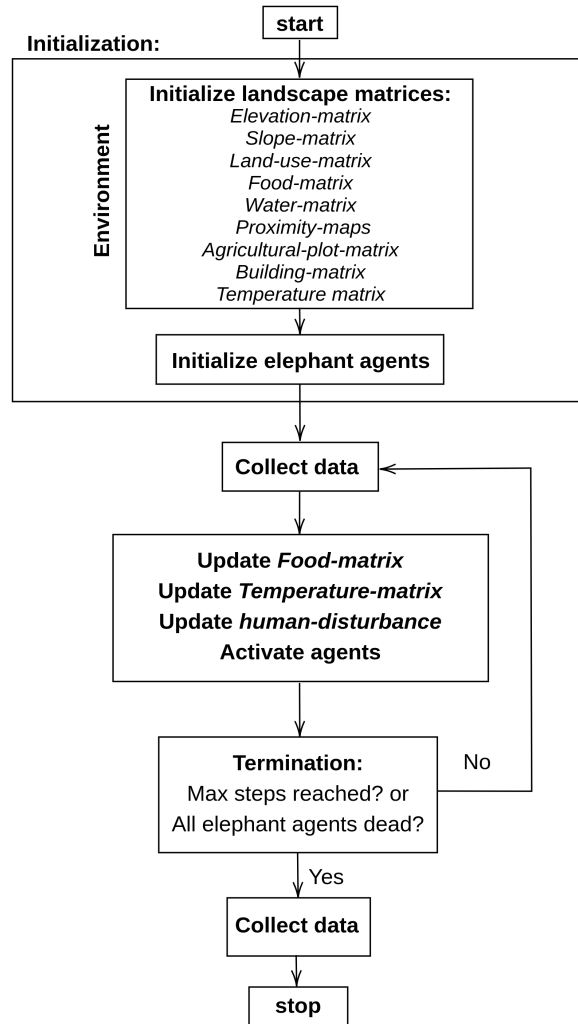 start
Initialization:
Environment
Initialize landscape matrices:
Elevation-matrix
Slope-matrix
Land-use-matrix
Food-matrix
Water-matrix
Proximity-maps
Agricultural-plot-matrix
Building-matrix
Temperature matrix
Initialize elephant agents
Collect data
Update Food-matrix
Update Temperature-matrix
Update human-disturbance
Activate agents
Termination:
Max steps reached? or
All elephant agents dead?
No
Yes
Collect data
stop